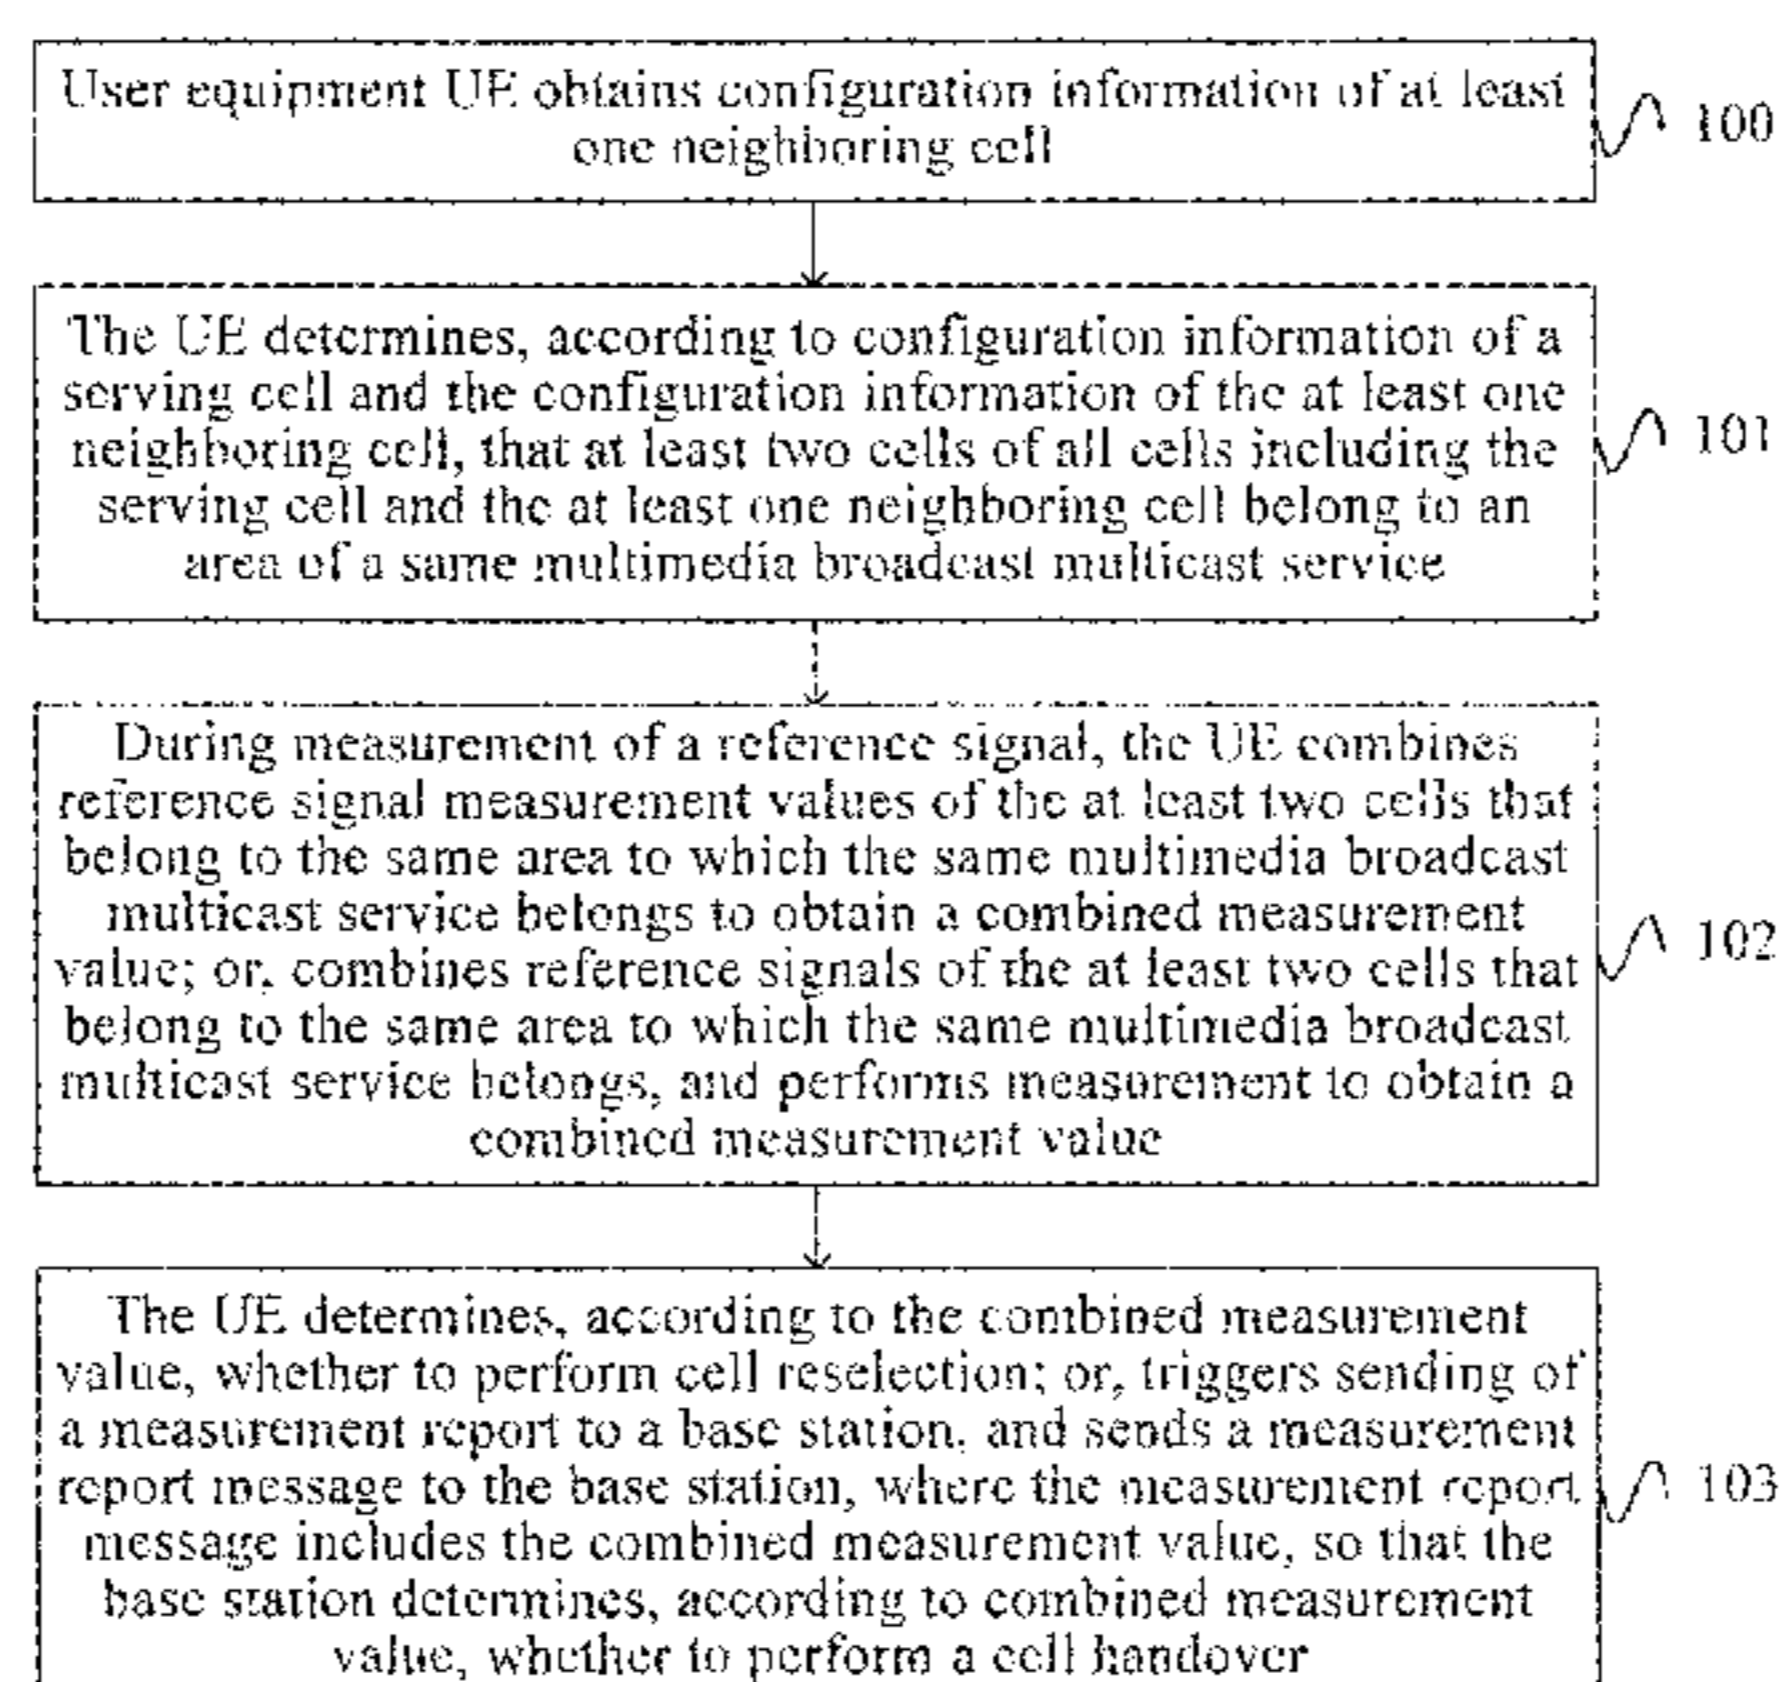 User equipment UE obtains configuration information of at least
one neighboring cell
100
The UE determines, according to configuration information of a
serving cell and the configuration information of the at least one
neighboring cell, that at least two cells of all cells including the
serving cell and the at least one neighboring cell belong to an
area of a same multimedia broadcast multicast service
101
During measurement of a reference signal, the UE combines
reference signal measurement values of the at least two cells that
belong to the same area to which the same multimedia broadcast
multicast service belongs to obtain a combined measurement
value; or, combines reference signals of the at least two cells that
belong to the same area to which the same multimedia broadcast
multicast service belongs, and performs measurement to obtain a
combined measurement value
102
The UE determines, according to the combined measurement
value, whether to perform cell reselection; or, triggers sending of
a measurement report to a base station, and sends a measurement
report message to the base station, where the measurement report
message includes the combined measurement value, so that the
base station determines, according to combined measurement
value, whether to perform a cell handover
103